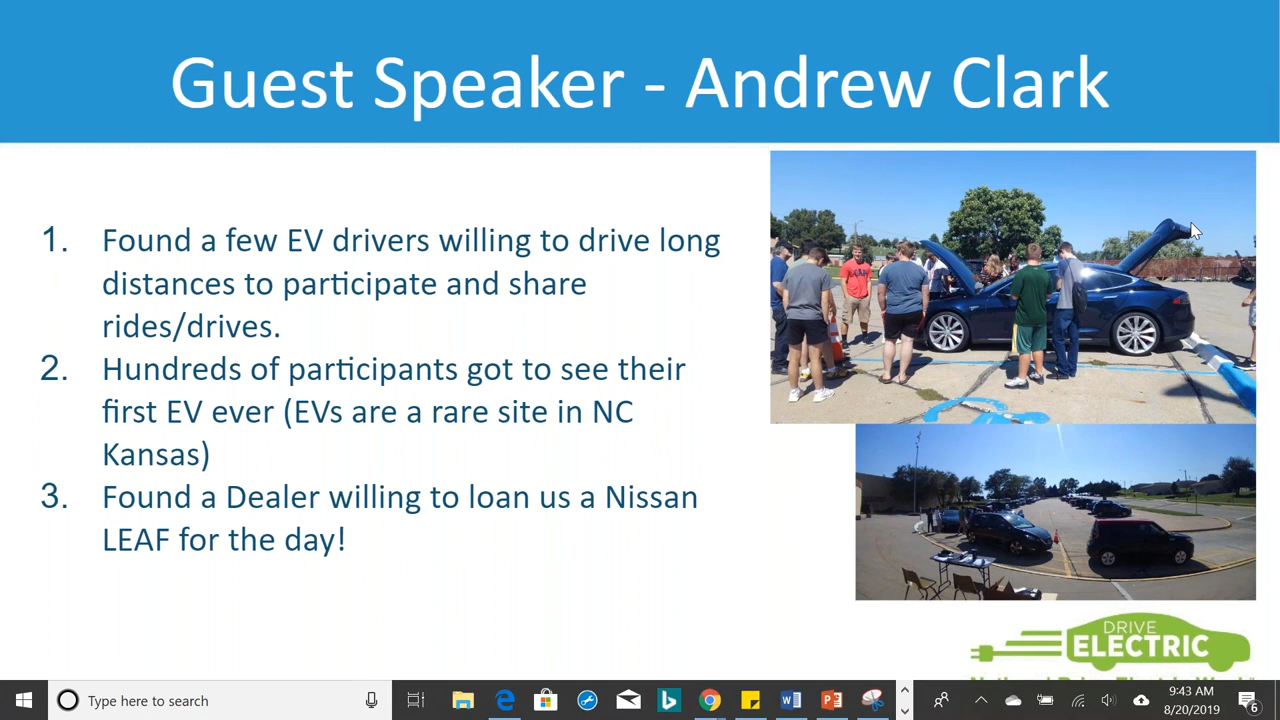 Guest Speaker - Andrew Clark
1. Found a few EV drivers willing to drive long
distances to participate and share
rides/drives.
2. Hundreds of participants got to see their
first EV ever (EVs are a rare site in NC
Kansas)
3. Found a Dealer willing to loan us a Nissan
LEAF for the day!
DRIVE
ELECTRIC
Type here to search
9:43 AM
8/20/2019
6